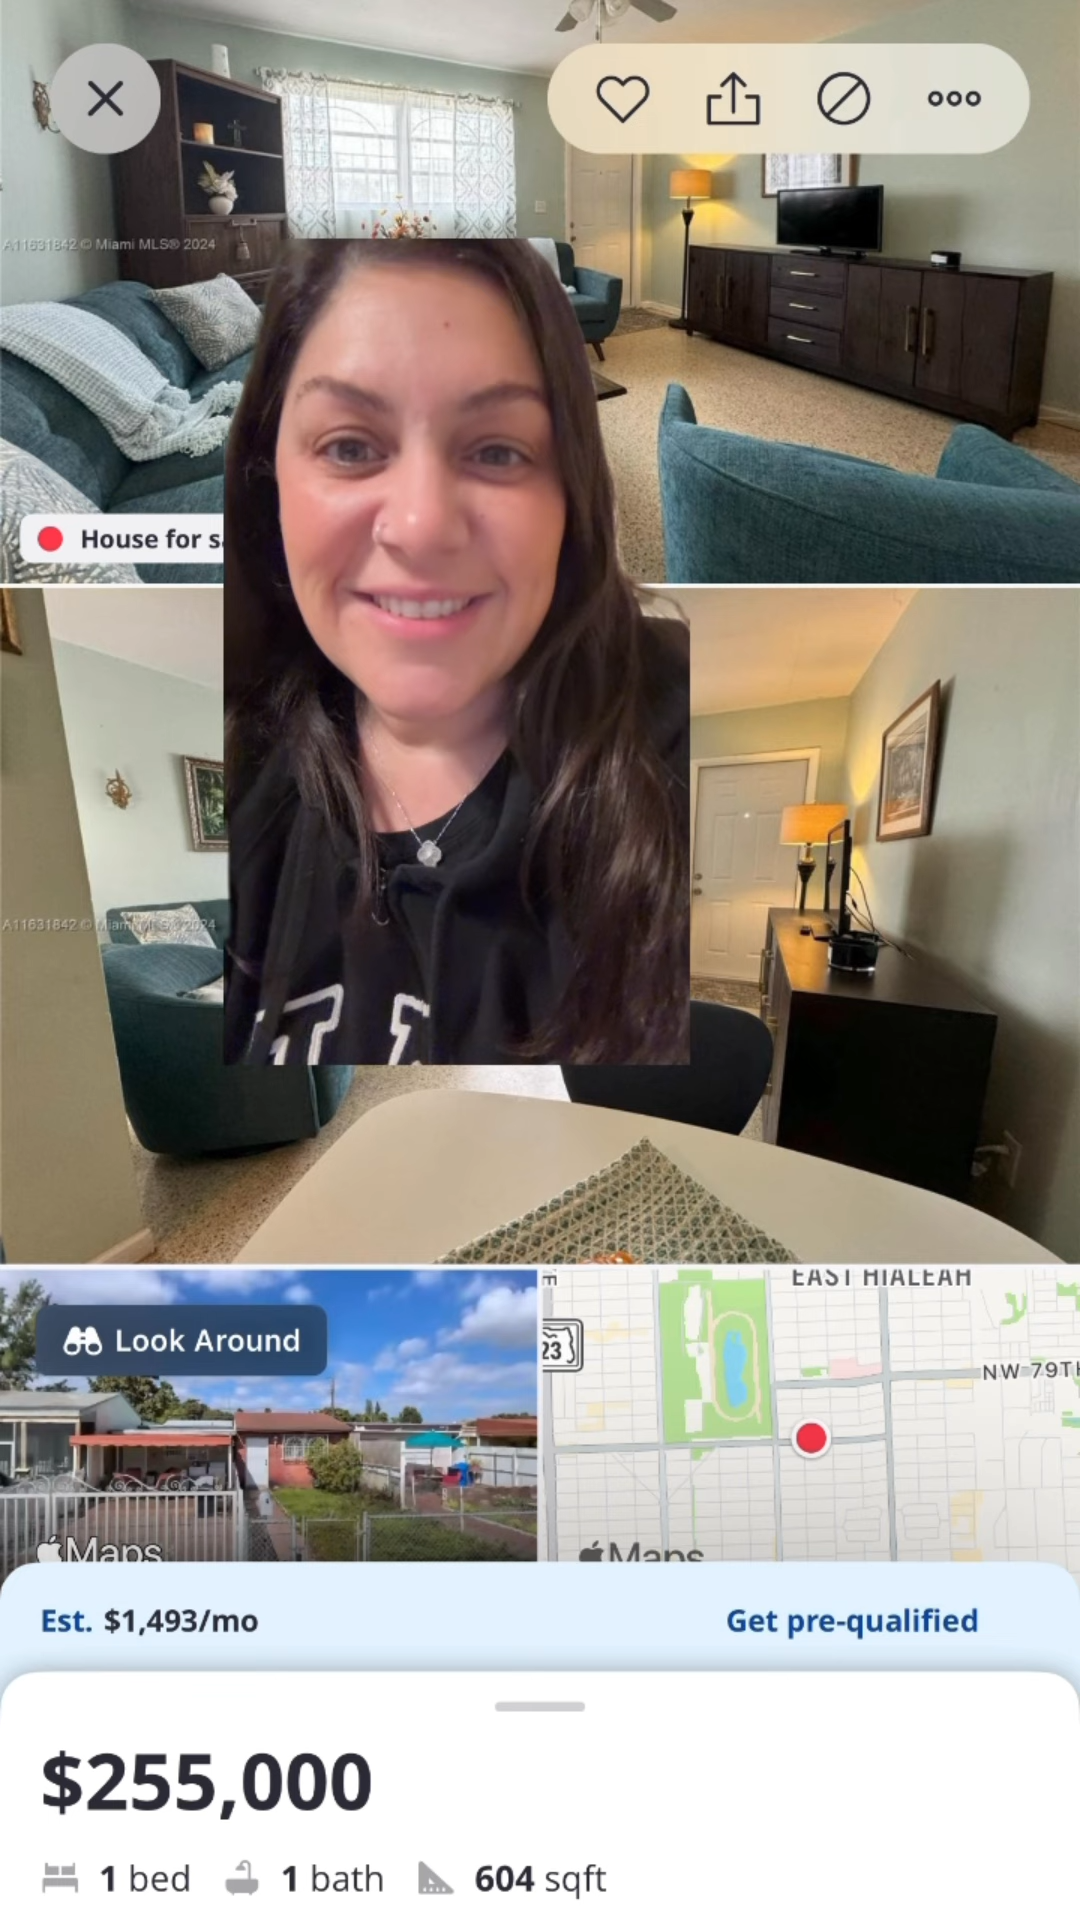 A11631842 © Miami MLS® 2024
House for s
A11631842 © Miami MLS® 2024
EAST HIALEAH
Look Around
23
NW 79TH
Maps
Maps
Est. $1,493/mo
Get pre-qualified
$255,000
1 bed 1 bath 604 sqft